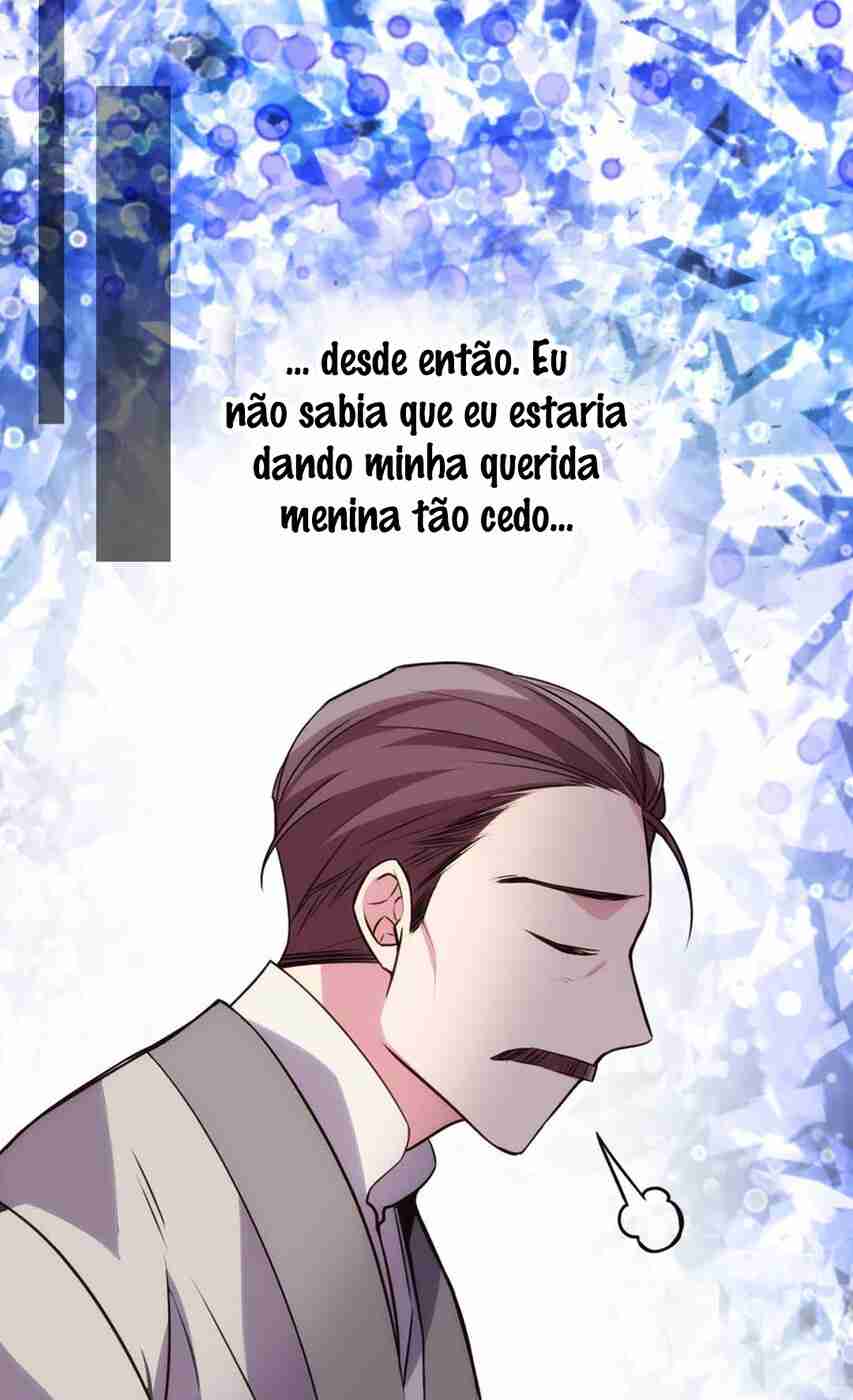 ... desde então. Eu
não sabia que eu estaria
dando minha querida
menina tão cedo...